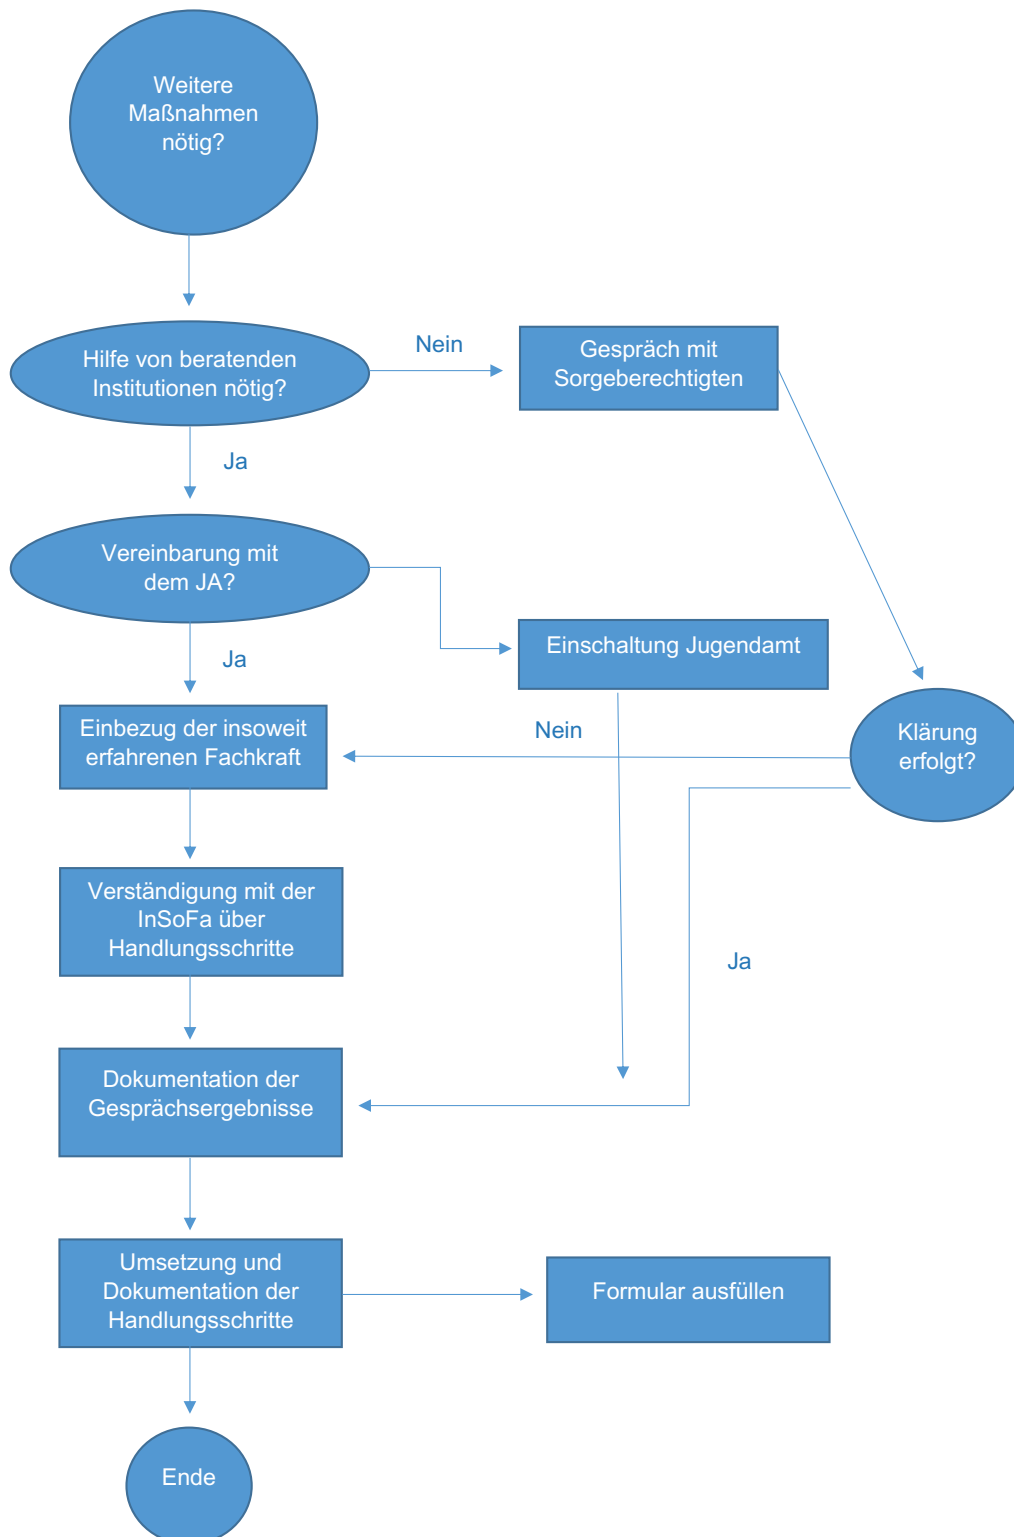 Weitere
Maßnahmen
nötig?
Hilfe von beratenden
Institutionen nötig?
Nein
Gespräch mit
Sorgeberechtigten
Ja
Vereinbarung mit
dem JA?
Einschaltung Jugendamt
Ja
Einbezug der insoweit
erfahrenen Fachkraft
Nein
Klärung
erfolgt?
Verständigung mit der
InSoFa über
Handlungsschritte
Ja
Dokumentation der
Gesprächsergebnisse
Umsetzung und
Dokumentation der
Handlungsschritte
Formular ausfüllen
Ende